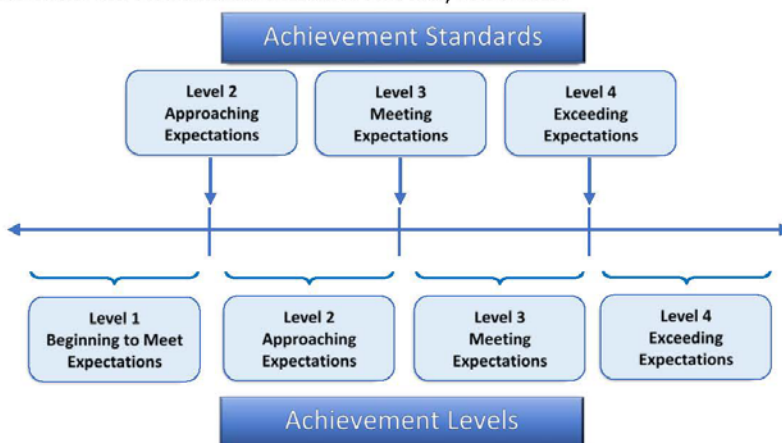 Achievement Standards
Level 2
Approaching
Expectations
Level 3
Meeting
Expectations
Level 4
Exceeding
Expectations
Level 1
Beginning to Meet
Expectations
Level 2
Approaching
Expectations
Level 3
Meeting
Expectations
Level 4
Exceeding
Expectations
Achievement Levels